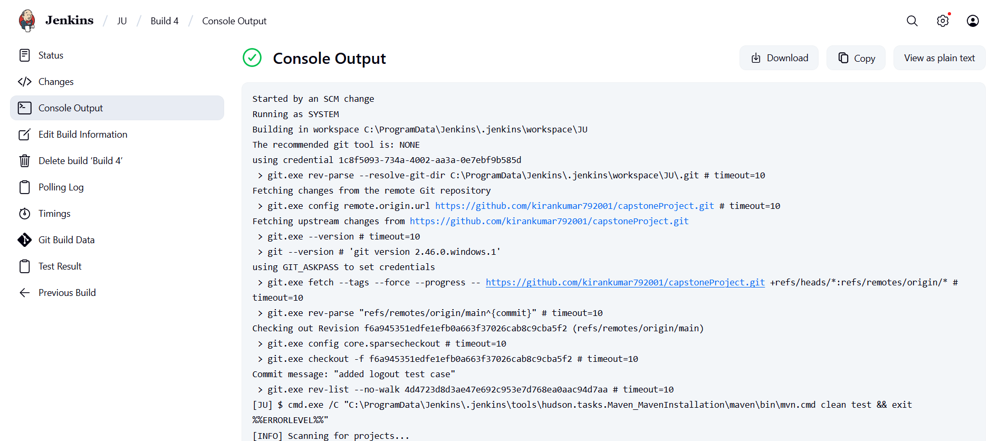 Jenkins / JU / Build 4 / Console Output
Status
Changes
Console Output
Edit Build Information
Delete build ‘Build 4’
Polling Log
Timings
Git Build Data
Test Result
Previous Build
Console Output
Download
Copy
View as plain text
Started by an SCM change
Running as SYSTEM
Building in workspace C:\ProgramData\Jenkins\.jenkins\workspace\JU
The recommended git tool is: NONE
using credential 1c8f5093-734a-4002-aa3a-0e7ebf9b585d
 > git.exe rev-parse --resolve-git-dir C:\ProgramData\Jenkins\.jenkins\workspace\JU\.git # timeout=10
Fetching changes from the remote Git repository
 > git.exe config remote.origin.url https://github.com/kirankumar792001/capstoneProject.git # timeout=10
Fetching upstream changes from https://github.com/kirankumar792001/capstoneProject.git
 > git.exe --version # timeout=10
 > git --version # 'git version 2.46.0.windows.1'
using GIT_ASKPASS to set credentials
 > git.exe fetch --tags --force --progress -- https://github.com/kirankumar792001/capstoneProject.git +refs/heads/*:refs/remotes/origin/* #
timeout=10
 > git.exe rev-parse "refs/remotes/origin/main^{commit}" # timeout=10
Checking out Revision f6a945351edfe1efb0a663f37026cab8c9cba5f2 (refs/remotes/origin/main)
 > git.exe config core.sparsecheckout # timeout=10
 > git.exe checkout -f f6a945351edfe1efb0a663f37026cab8c9cba5f2 # timeout=10
Commit message: "added logout test case"
 > git.exe rev-list --no-walk 4d4723d8d3ae47e692c953e7d768ea0aac94d7aa # timeout=10
[JU] $ cmd.exe /C "C:\ProgramData\Jenkins\.jenkins\tools\hudson.tasks.Maven_MavenInstallation\maven\bin\mvn.cmd clean test && exit
%%ERRORLEVEL%%"
[INFO] Scanning for projects...